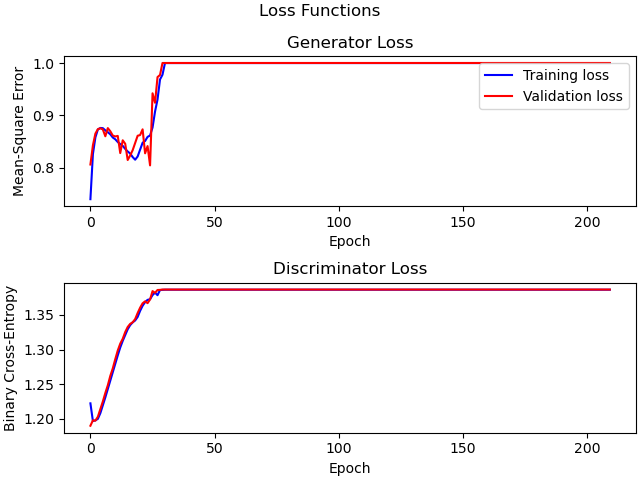 Loss Functions
Generator Loss
Mean-Square Error
1.0
0.9
0.8
Training loss
Validation loss
0
50
100
150
200
Epoch
Discriminator Loss
Binary Cross-Entropy
1.35
1.30
1.25
1.20
0
50
100
150
200
Epoch